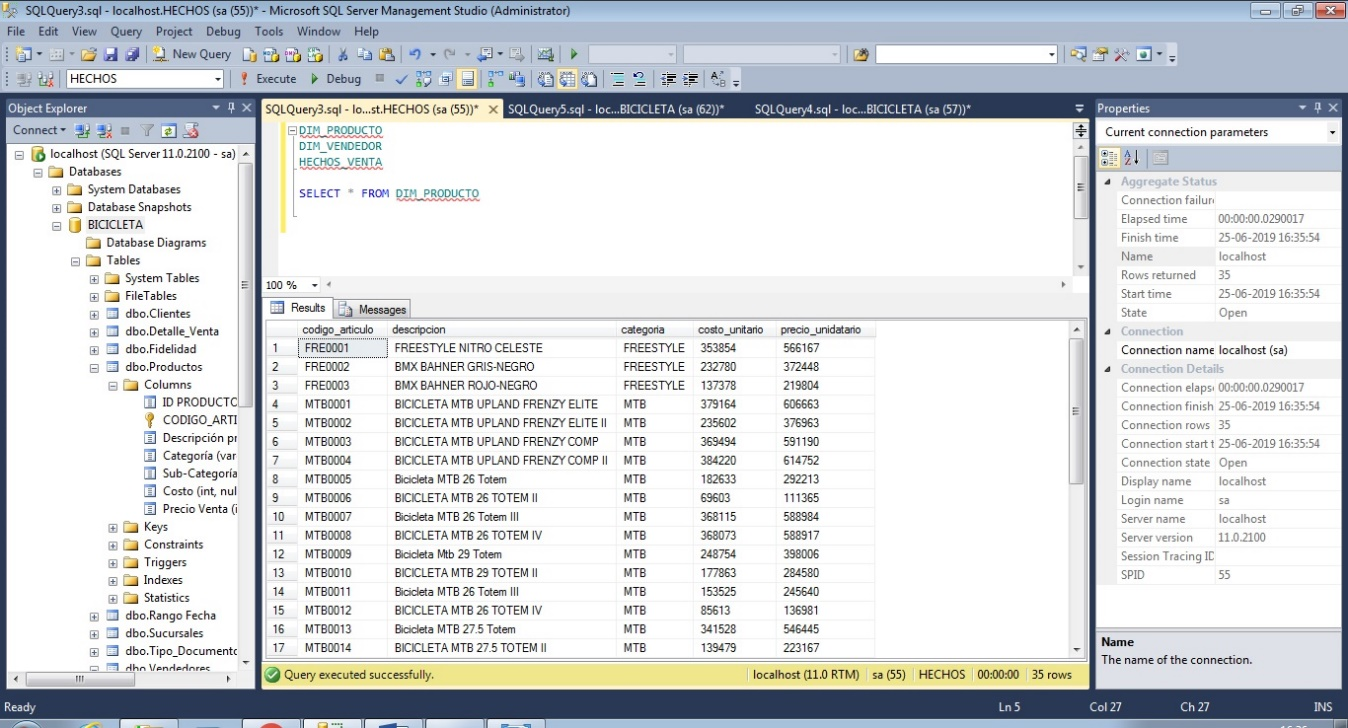 SQLQuery3.sql - localhost.HECHOS (sa (55))* - Microsoft SQL Server Management Studio (Administrator)
File Edit View Query Project Debug Tools Window Help
New Query
HECHOS
Execute Debug
Object Explorer
Connect
localhost (SQL Server 11.0.2100 - sa)
Databases
System Databases
Database Snapshots
BICICLETA
Database Diagrams
Tables
System Tables
FileTables
dbo.Clientes
dbo.Detalle_Venta
dbo.Fidelidad
dbo.Productos
Columns
ID PRODUCTO
CODIGO_ARTI
Descripción pr
Categoría (var
Sub-Categoría
Costo (int, nul
Precio Venta (i
Keys
Constraints
Triggers
Indexes
Statistics
dbo.Rango Fecha
dbo.Sucursales
dbo.Tipo_Documento
dbo.Vendedores
SQLQuery3.sql - lo...st.HECHOS (sa (55))* SQLQuery5.sql - loc...BICICLETA (sa (62))* SQLQuery4.sql - loc...BICICLETA (sa (57))*
DIM_PRODUCTO
DIM_VENDEDOR
HECHOS_VENTA
SELECT * FROM DIM_PRODUCTO
100 %
Results Messages
codigo_articulo descripcion categoria costo_unitario precio_unidatario
1 FRE0001 FREESTYLE NITRO CELESTE FREESTYLE 353854 566167
2 FRE0002 BMX BAHNER GRIS-NEGRO FREESTYLE 232780 372448
3 FRE0003 BMX BAHNER ROJO-NEGRO FREESTYLE 137378 219804
4 MTB0001 BICICLETA MTB UPLAND FRENZY ELITE MTB 379164 606663
5 MTB0002 BICICLETA MTB UPLAND FRENZY ELITE II MTB 235602 376963
6 MTB0003 BICICLETA MTB UPLAND FRENZY COMP MTB 369494 591190
7 MTB0004 BICICLETA MTB UPLAND FRENZY COMP II MTB 384220 614752
8 MTB0005 Bicicleta MTB 26 Totem MTB 182633 292213
9 MTB0006 BICICLETA MTB 26 TOTEM II MTB 69603 111365
10 MTB0007 Bicicleta MTB 26 Totem III MTB 368115 588984
11 MTB0008 BICICLETA MTB 26 TOTEM IV MTB 368073 588917
12 MTB0009 Bicicleta Mtb 29 Totem MTB 248754 398006
13 MTB0010 BICICLETA MTB 29 TOTEM II MTB 177863 284580
14 MTB0011 Bicicleta MTB 26 Totem III MTB 153525 245640
15 MTB0012 BICICLETA MTB 26 TOTEM IV MTB 85613 136981
16 MTB0013 Bicicleta MTB 27.5 Totem MTB 341528 546445
17 MTB0014 BICICLETA MTB 27.5 TOTEM II MTB 139479 223167
Query executed successfully. localhost (11.0 RTM) sa (55) HECHOS 00:00:00 35 rows
Properties
Current connection parameters
Aggregate Status
Connection failure
Elapsed time 00:00:00.0290017
Finish time 25-06-2019 16:35:54
Name localhost
Rows returned 35
Start time 25-06-2019 16:35:54
State Open
Connection
Connection name localhost (sa)
Connection Details
Connection elaps 00:00:00.0290017
Connection finish 25-06-2019 16:35:54
Connection rows 35
Connection start t 25-06-2019 16:35:54
Connection state Open
Display name localhost
Login name sa
Server name localhost
Server version 11.0.2100
Session Tracing ID
SPID 55
Name
The name of the connection.
Ready Ln 5 Col 27 Ch 27 INS